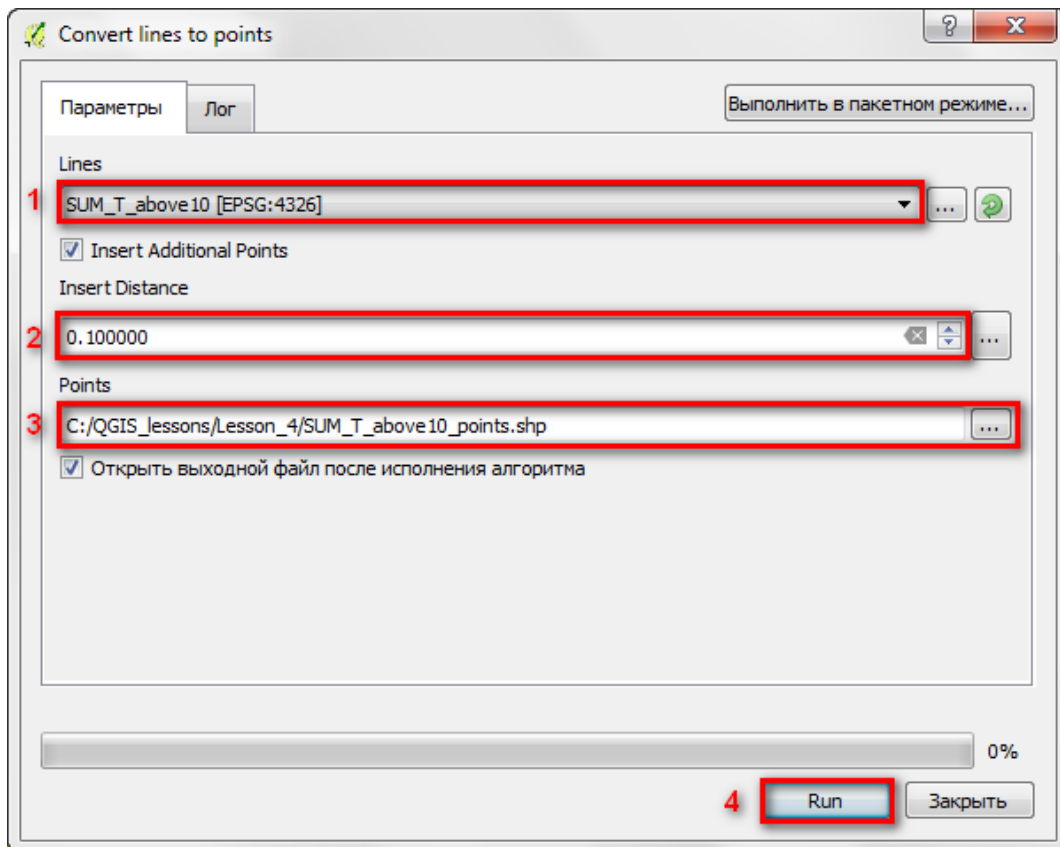 Convert lines to points
Параметры
Лог
Выполнить в пакетном режиме...
Lines
1
SUM_T_above10 [EPSG:4326]
...
Insert Additional Points
Insert Distance
2
0.100000
...
Points
3
C:/QGIS_lessons/Lesson_4/SUM_T_above10_points.shp
...
Открыть выходной файл после исполнения алгоритма
0%
4
Run
Закрыть